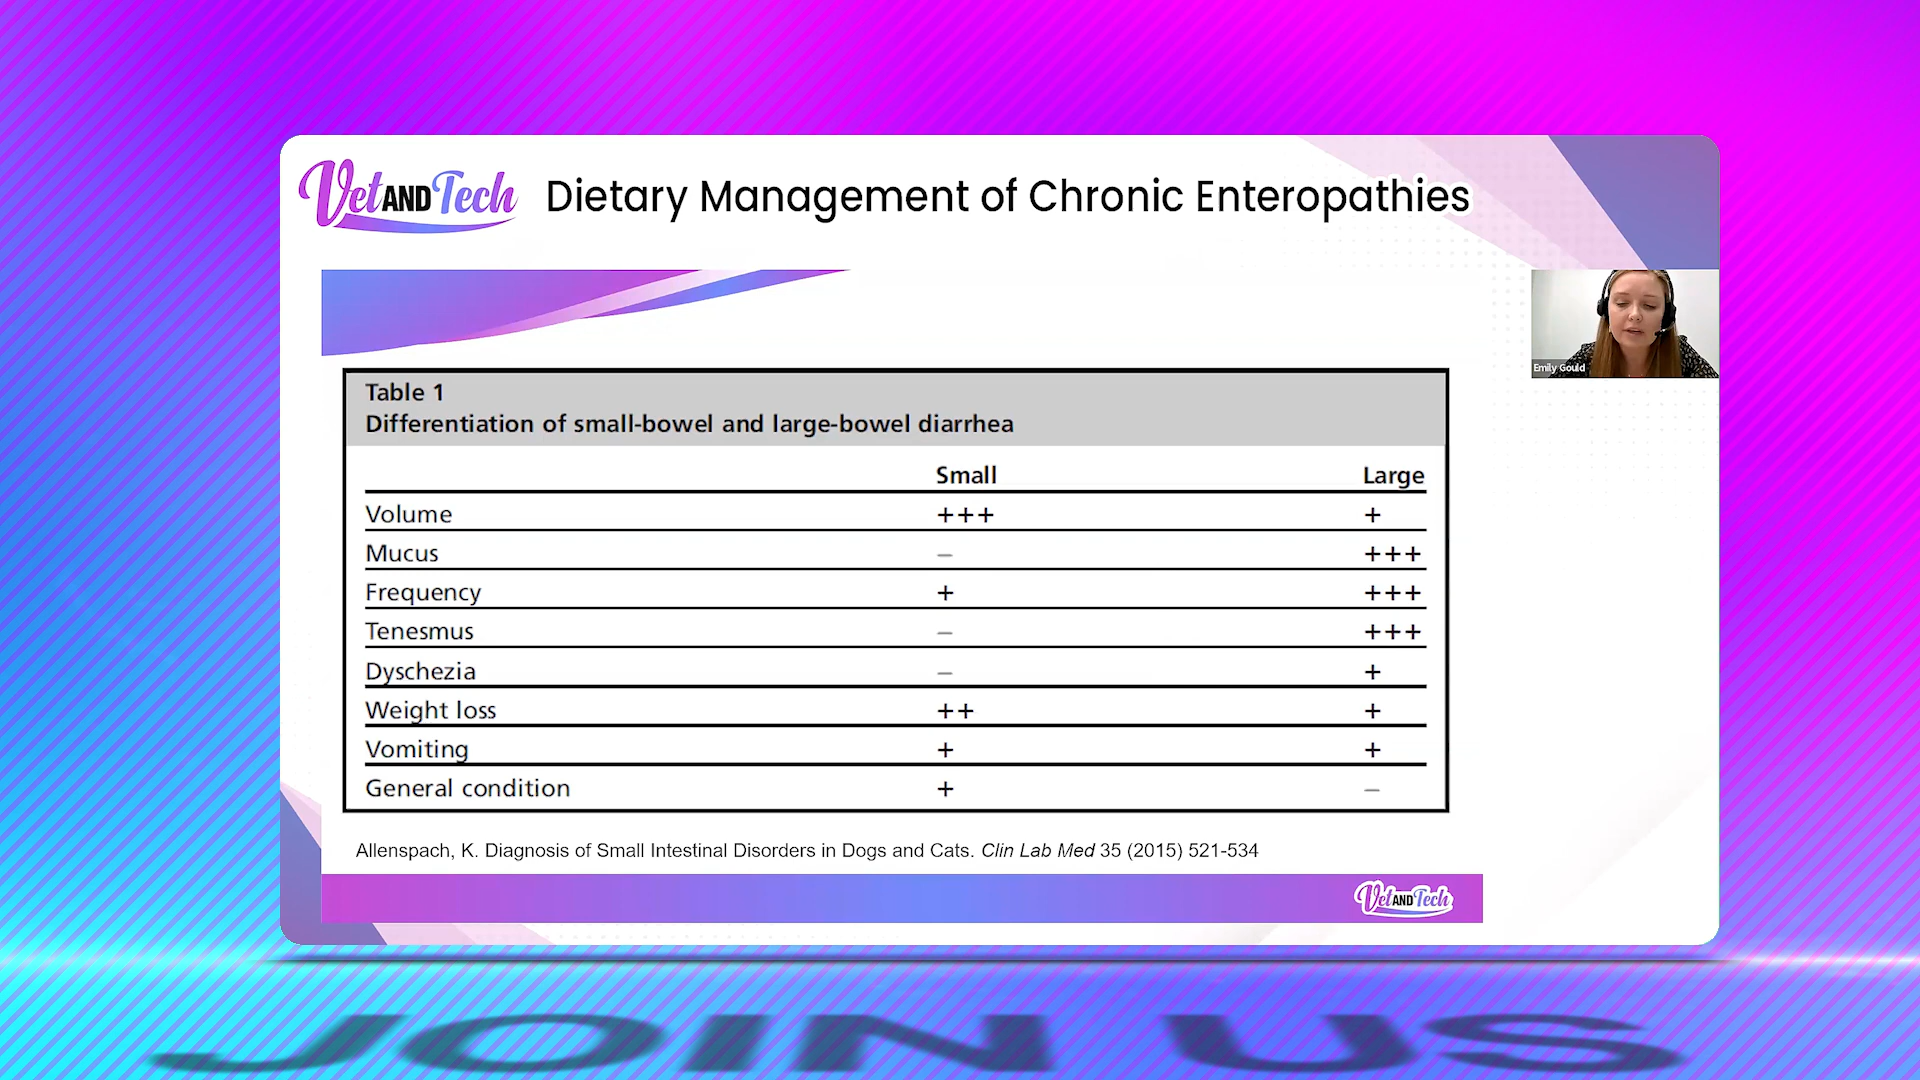 VetANDTech
Dietary Management of Chronic Enteropathies
Emily Gould
Table 1
Differentiation of small-bowel and large-bowel diarrhea
Small Large
Volume +++ +
Mucus – +++
Frequency + +++
Tenesmus – +++
Dyschezia – +
Weight loss ++ +
Vomiting + +
General condition + –
Allenspach, K. Diagnosis of Small Intestinal Disorders in Dogs and Cats. Clin Lab Med 35 (2015) 521-534
VetANDTech
JOIN US